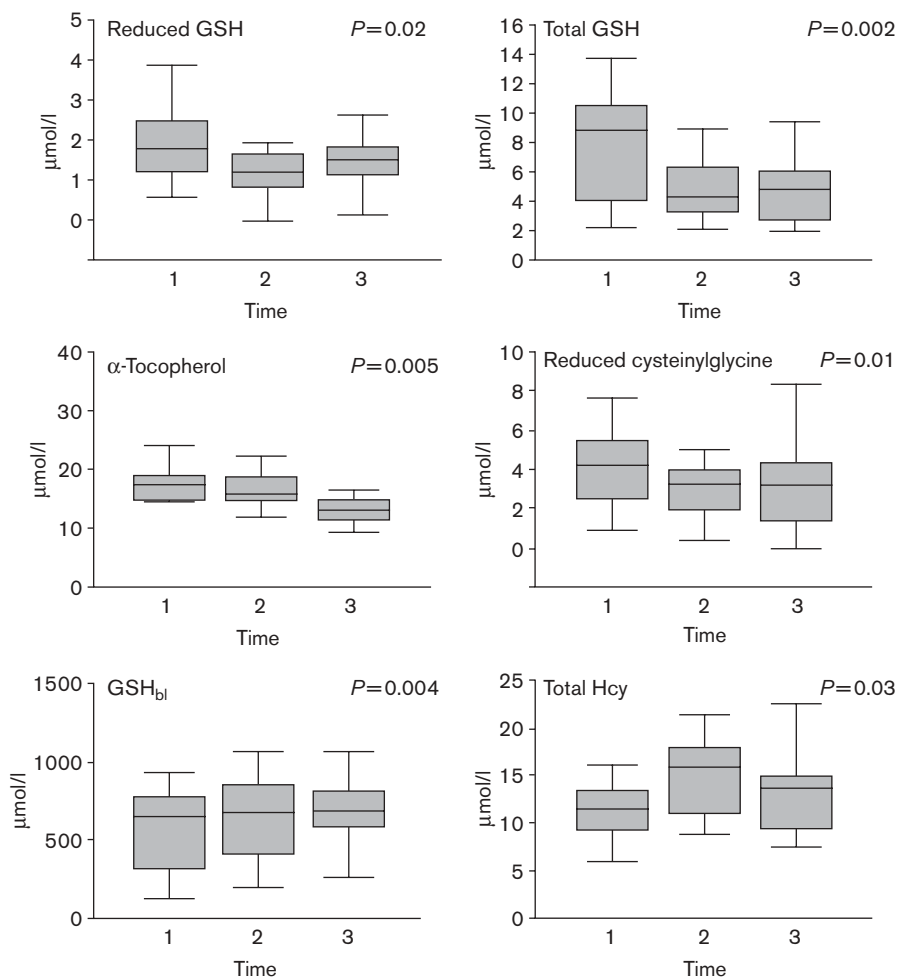 Reduced GSH P=0.02
5
4
3
2
1
0
μmol/l
1 2 3
Time
Total GSH P=0.002
16
14
12
10
8
6
4
2
0
μmol/l
1 2 3
Time
α-Tocopherol P=0.005
40
30
20
10
0
μmol/l
1 2 3
Time
Reduced cysteinylglycine P=0.01
10
8
6
4
2
0
μmol/l
1 2 3
Time
GSHbl P=0.004
1500
1000
500
0
μmol/l
1 2 3
Time
Total Hcy P=0.03
25
20
15
10
5
0
μmol/l
1 2 3
Time